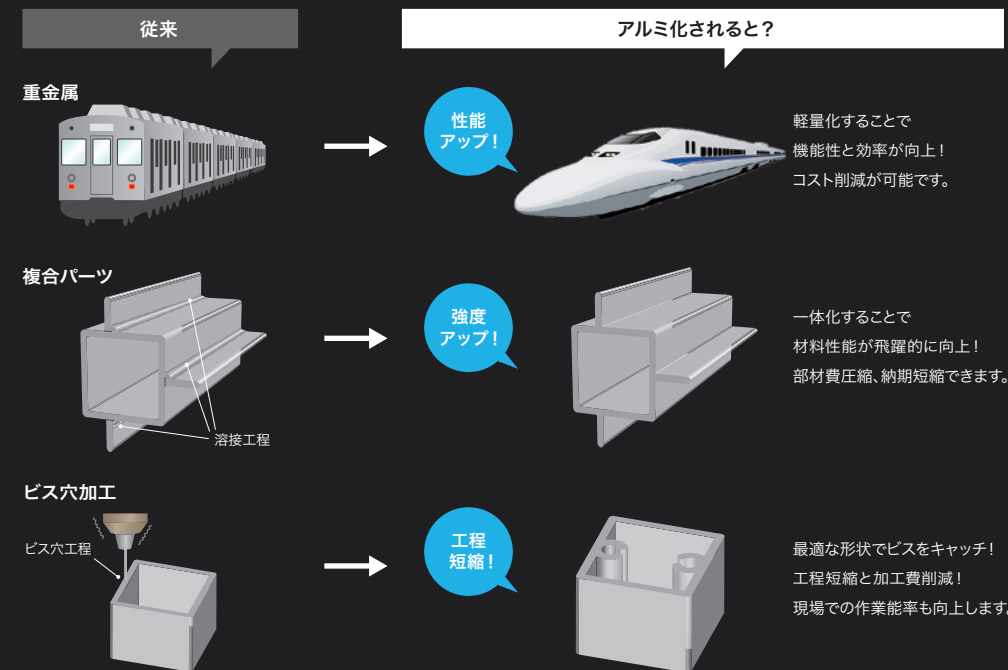 従来
アルミ化されると？
重金属
性能
アップ！
軽量化することで
機能性と効率が向上！
コスト削減が可能です。
複合パーツ
溶接工程
強度
アップ！
一体化することで
材料性能が飛躍的に向上！
部材費圧縮、納期短縮できます。
ビス穴加工
ビス穴工程
工程
短縮！
最適な形状でビスをキャッチ！
工程短縮と加工費削減！
現場での作業能率も向上します。